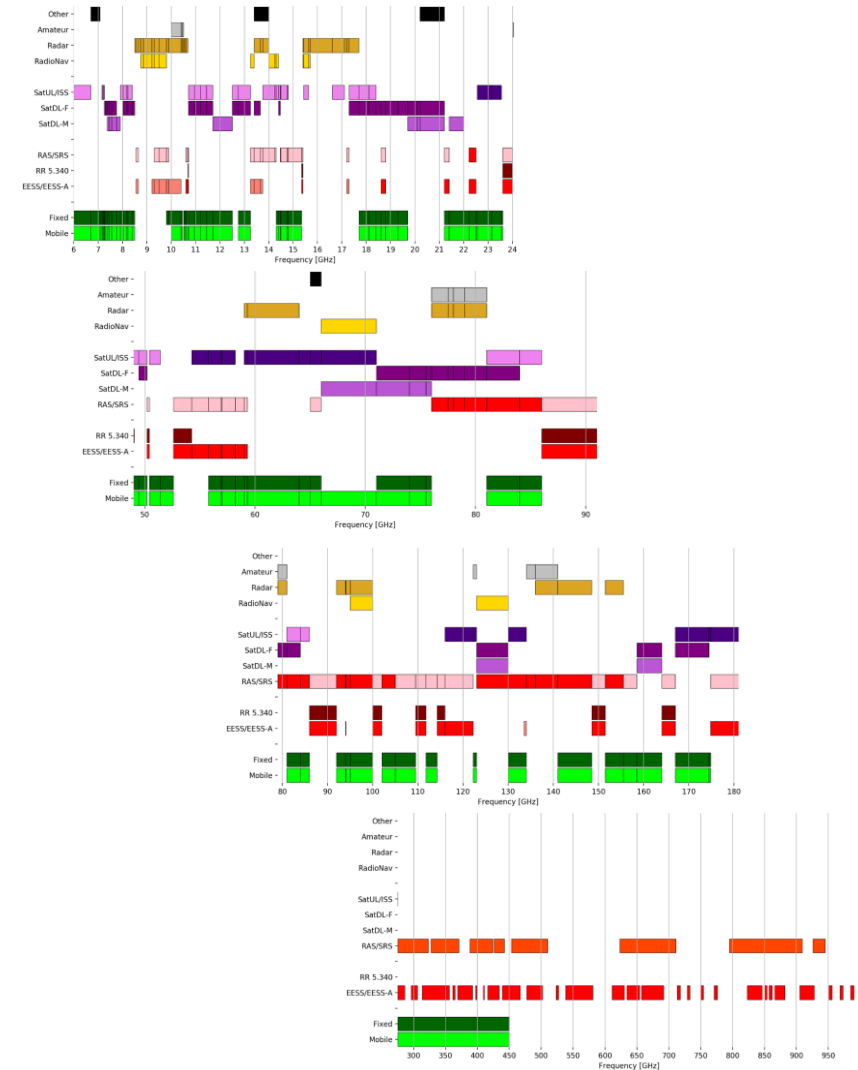 Other
Amateur
Radar
RadioNav
SatUL/ISS
SatDL-F
SatDL-M
RAS/SRS
RR 5.340
EESS/EESS-A
Fixed
Mobile
6 7 8 9 10 11 12 13 14 15 16 17 18 19 20 21 22 23 24
Frequency [GHz]
Other
Amateur
Radar
RadioNav
SatUL/ISS
SatDL-F
SatDL-M
RAS/SRS
RR 5.340
EESS/EESS-A
Fixed
Mobile
50 60 70 80 90
Frequency [GHz]
Other
Amateur
Radar
RadioNav
SatUL/ISS
SatDL-F
SatDL-M
RAS/SRS
RR 5.340
EESS/EESS-A
Fixed
Mobile
80 90 100 110 120 130 140 150 160 170 180
Frequency [GHz]
Other
Amateur
Radar
RadioNav
SatUL/ISS
SatDL-F
SatDL-M
RAS/SRS
RR 5.340
EESS/EESS-A
Fixed
Mobile
300 350 400 450 500 550 600 650 700 750 800 850 900 950
Frequency [GHz]